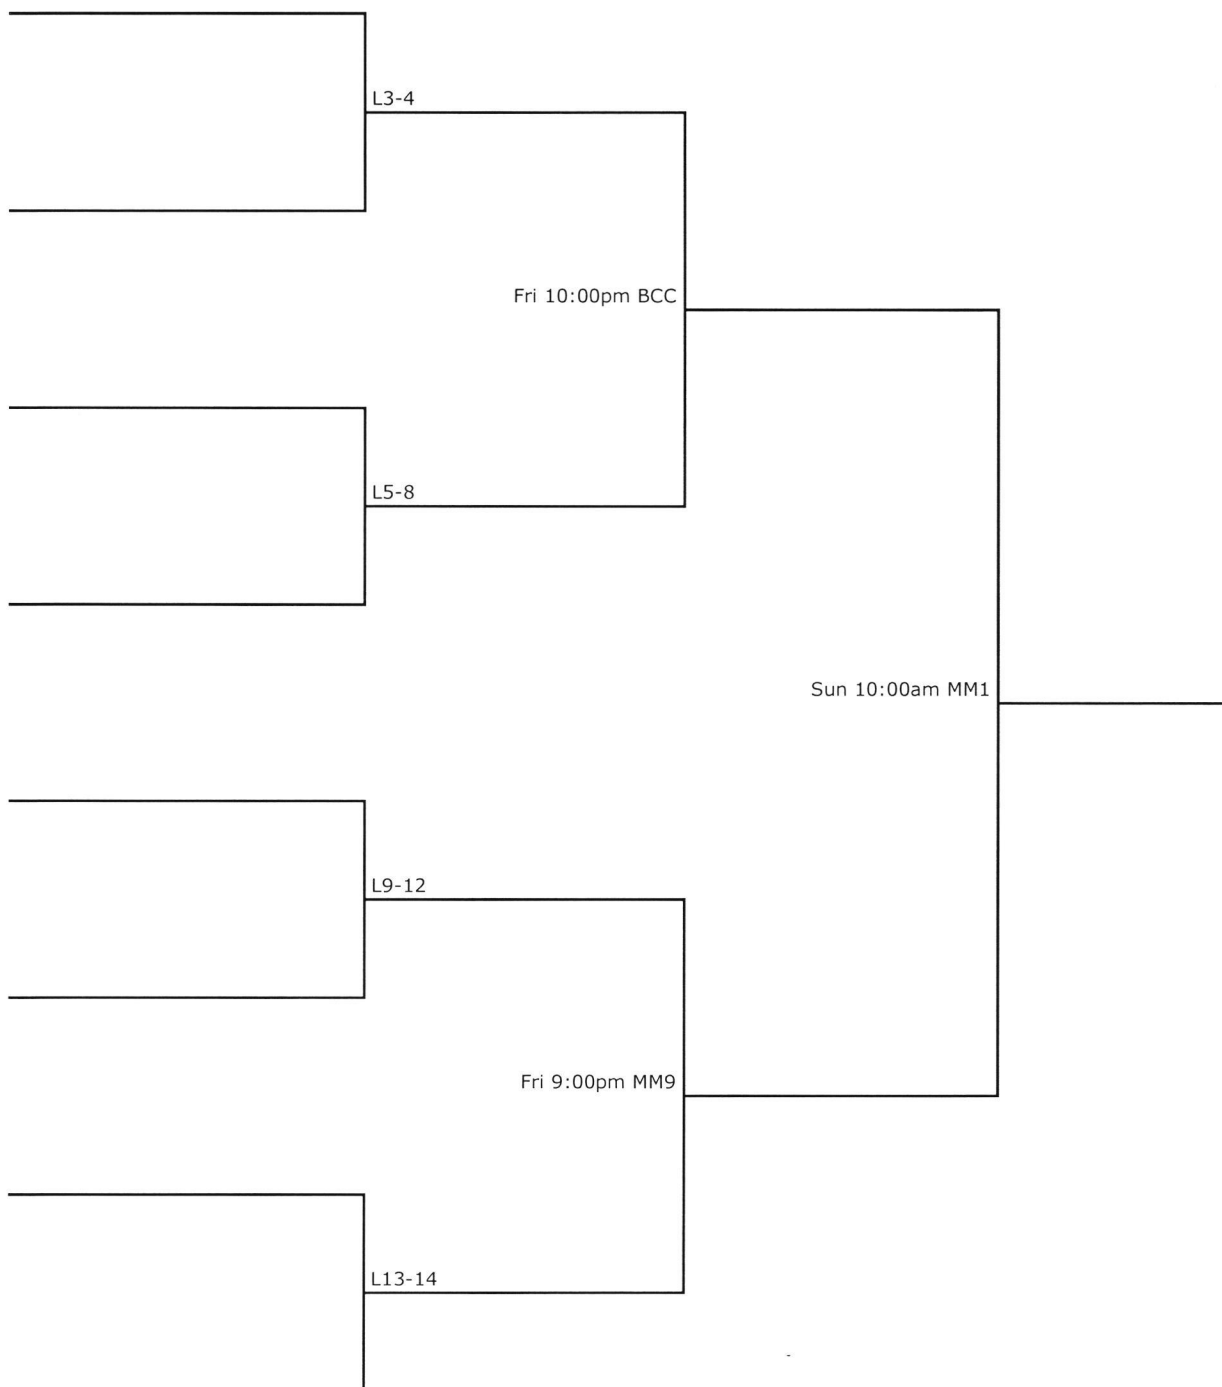 L3-4
Fri 10:00pm BCC
L5-8
Sun 10:00am MM1
L9-12
Fri 9:00pm MM9
L13-14